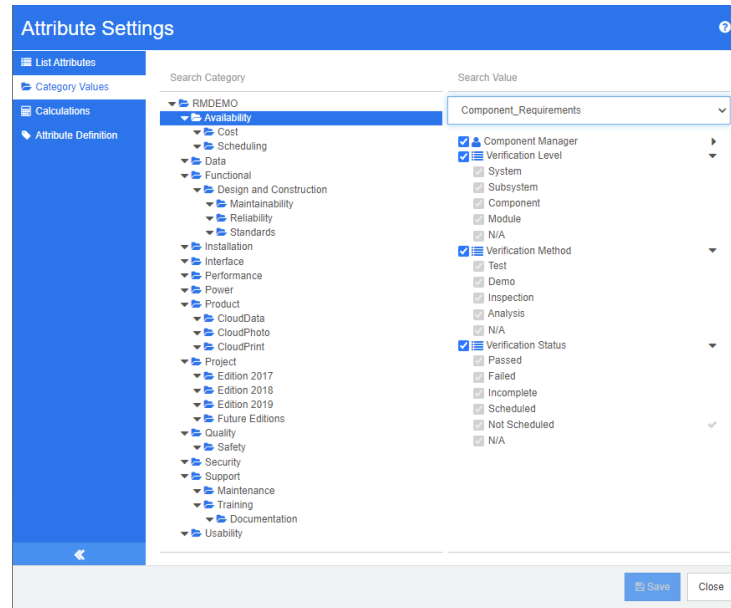 Attribute Settings
List Attributes
Category Values
Calculations
Attribute Definition
Search Category
RMDEMO
Availability
Cost
Scheduling
Data
Functional
Design and Construction
Maintainability
Reliability
Standards
Installation
Interface
Performance
Power
Product
CloudData
CloudPhoto
CloudPrint
Project
Edition 2017
Edition 2018
Edition 2019
Future Editions
Quality
Safety
Security
Support
Maintenance
Training
Documentation
Usability
Search Value
Component_Requirements
Component Manager
Verification Level
System
Subsystem
Component
Module
N/A
Verification Method
Test
Demo
Inspection
Analysis
N/A
Verification Status
Passed
Failed
Incomplete
Scheduled
Not Scheduled
N/A
Save
Close